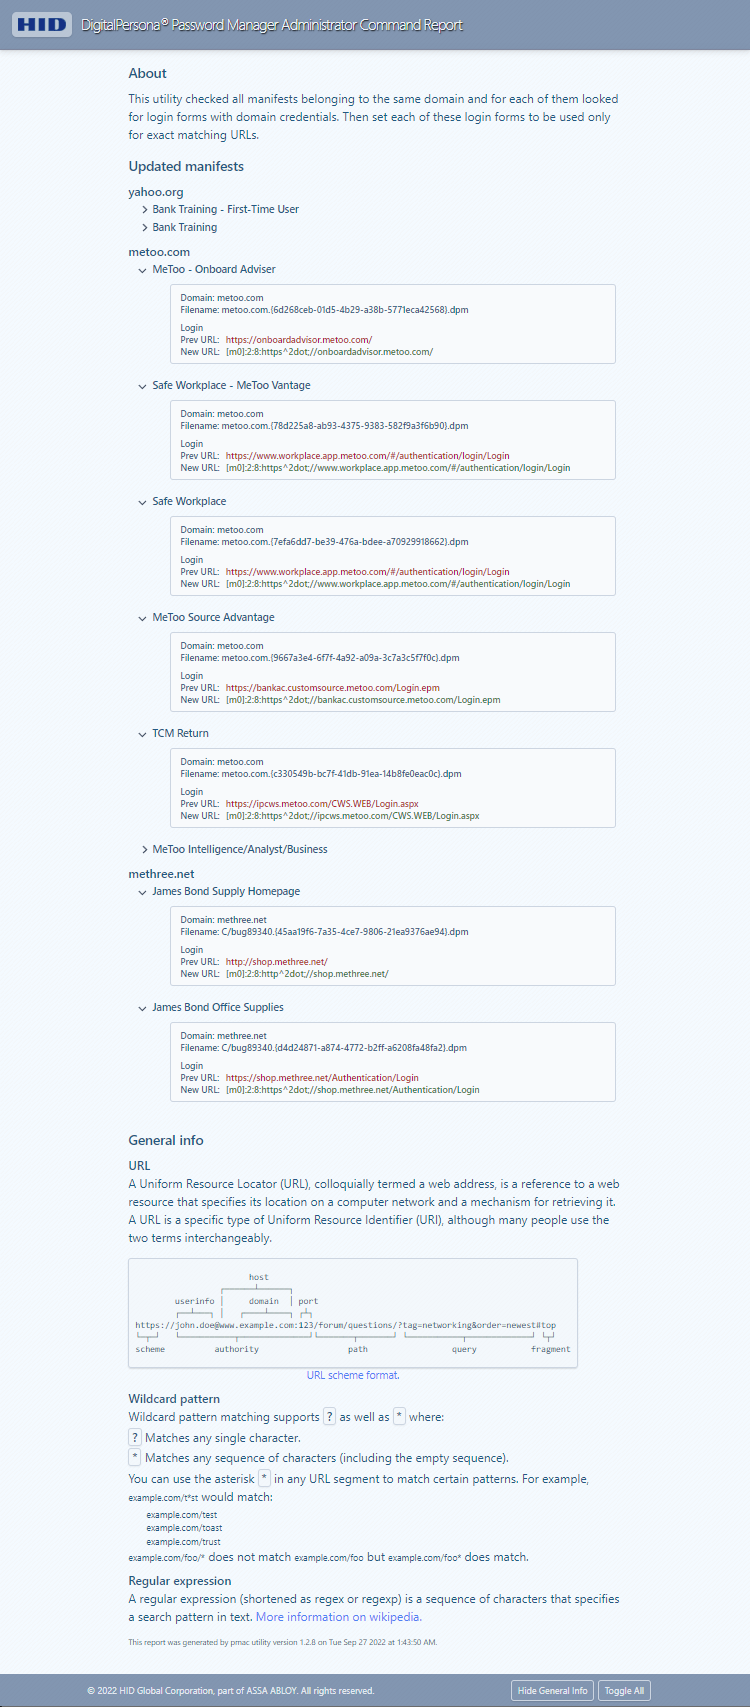 HID DigitalPersona® Password Manager Administrator Command Report
About
This utility checked all manifests belonging to the same domain and for each of them looked
for login forms with domain credentials. Then set each of these login forms to be used only
for exact matching URLs.
Updated manifests
yahoo.org
Bank Training - First-Time User
Bank Training
metoo.com
MeToo - Onboard Adviser
Domain: metoo.com
Filename: metoo.com.{6d268ceb-01d5-4b29-a38b-5771eca42568}.dpm
Login
Prev URL: https://onboardadvisor.metoo.com/
New URL: [m0]:2:8:https^2dot;//onboardadvisor.metoo.com/
Safe Workplace - MeToo Vantage
Domain: metoo.com
Filename: metoo.com.{78d225a8-ab93-4375-9383-582f9a3f6b90}.dpm
Login
Prev URL: https://www.workplace.app.metoo.com/#/authentication/login/Login
New URL: [m0]:2:8:https^2dot;//www.workplace.app.metoo.com/#/authentication/login/Login
Safe Workplace
Domain: metoo.com
Filename: metoo.com.{7efa6dd7-be39-476a-bdee-a70929918662}.dpm
Login
Prev URL: https://www.workplace.app.metoo.com/#/authentication/login/Login
New URL: [m0]:2:8:https^2dot;//www.workplace.app.metoo.com/#/authentication/login/Login
MeToo Source Advantage
Domain: metoo.com
Filename: metoo.com.{9667a3e4-6f7f-4a92-a09a-3c7a3c5f7f0c}.dpm
Login
Prev URL: https://bankac.customsource.metoo.com/Login.epm
New URL: [m0]:2:8:https^2dot;//bankac.customsource.metoo.com/Login.epm
TCM Return
Domain: metoo.com
Filename: metoo.com.{c330549b-bc7f-41db-91ea-14b8fe0eac0c}.dpm
Login
Prev URL: https://ipcws.metoo.com/CWS.WEB/Login.aspx
New URL: [m0]:2:8:https^2dot;//ipcws.metoo.com/CWS.WEB/Login.aspx
MeToo Intelligence/Analyst/Business
methree.net
James Bond Supply Homepage
Domain: methree.net
Filename: C/bug89340.{45aa19f6-7a35-4ce7-9806-21ea9376ae94}.dpm
Login
Prev URL: http://shop.methree.net/
New URL: [m0]:2:8:http^2dot;//shop.methree.net/
James Bond Office Supplies
Domain: methree.net
Filename: C/bug89340.{d4d24871-a874-4772-b2ff-a6208fa48fa2}.dpm
Login
Prev URL: https://shop.methree.net/Authentication/Login
New URL: [m0]:2:8:https^2dot;//shop.methree.net/Authentication/Login
General info
URL
A Uniform Resource Locator (URL), colloquially termed a web address, is a reference to a web
resource that specifies its location on a computer network and a mechanism for retrieving it.
A URL is a specific type of Uniform Resource Identifier (URI), although many people use the
two terms interchangeably.
host
userinfo domain port
https://john.doe@www.example.com:123/forum/questions/?tag=networking&order=newest#top
scheme authority path query fragment
URL scheme format.
Wildcard pattern
Wildcard pattern matching supports ? as well as * where:
? Matches any single character.
* Matches any sequence of characters (including the empty sequence).
You can use the asterisk * in any URL segment to match certain patterns. For example,
example.com/t*st would match:
example.com/test
example.com/toast
example.com/trust
example.com/foo/* does not match example.com/foo but example.com/foo* does match.
Regular expression
A regular expression (shortened as regex or regexp) is a sequence of characters that specifies
a search pattern in text. More information on wikipedia.
This report was generated by pmac utility version 1.2.8 on Tue Sep 27 2022 at 1:43:50 AM.
© 2022 HID Global Corporation, part of ASSA ABLOY. All rights reserved. Hide General Info Toggle All